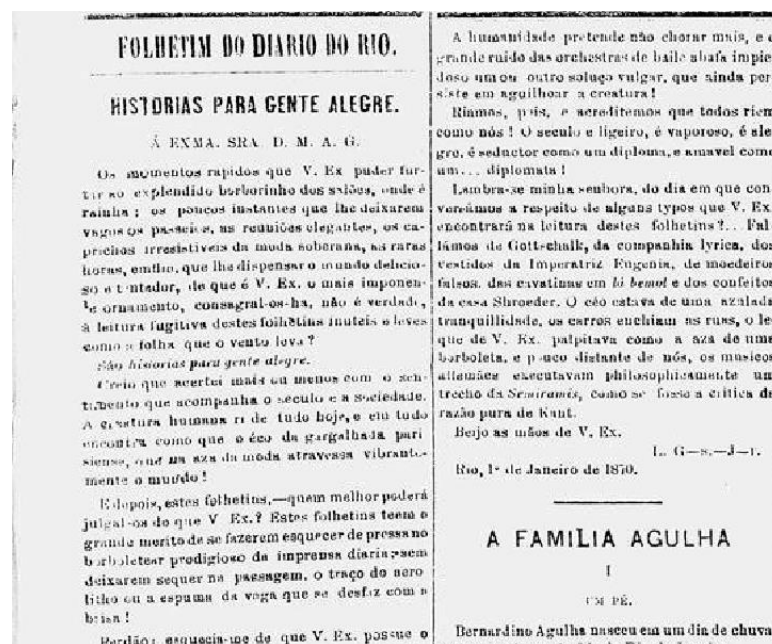 FOLHETIM DO DIARIO DO RIO.
HISTORIAS PARA GENTE ALEGRE.
Á EXMA. SRA. D. M. A. G.
Os momentos rapidos que V. Ex puder fur-
tar ao explendido borborinho dos salões, onde é
rainha ; os poucos instantes que lhe deixarem
vagos os passeios, as reuniões elegantes, os ca-
prichos irresistiveis da moda soberana, as raras
horas, emfim, que lhe dispensar o mundo delicio-
so e tentador, de que é V. Ex. o mais imponen-
te ornamento, consagral-os-ha, não é verdade,
á leitura fugitiva destes folhetins inuteis e leves
como a folha que o vento leva ?
São historias para gente alegre.
Creio que acertei mais ou menos com o sen-
timento que acompanha o seculo e a sociedade.
A creatura humana ri de tudo hoje, e em tudo
encontra como que o éco da gargalhada pari-
siense, que na aza da moda atravessa vibrante-
mente o mundo !
E depois, estes folhetins,—quem melhor poderá
julgal-os do que V Ex.? Estes folhetins teem o
grande merito de se fazerem esquecer depressa no
borboletear prodigioso da imprensa diaria; sem
deixarem sequer na passagem, o traço do aero
litho ou a espuma da vaga que se desfaz com a
brisa !
Perdão; esquecia-me de que V. Ex. possue o
A humanidade pretende não chorar mais, e o
grande ruido das orchestras de baile abafa impie
doso um ou outro soluço vulgar, que ainda per
siste em aguilhoar a creatura !
Riamos, pois, e acreditemos que todos riem
como nós ! O seculo é ligeiro, é vaporoso, é ale
gre, é seductor como um diploma, e amavel como
um... diplomata !
Lembra-se minha senhora, do dia em que con
versámos a respeito de alguns typos que V. Ex
encontrará na leitura destes folhetins ?... Fal
lámos de Gottschalk, da companhia lyrica, dos
vestidos da Imperatriz Eugenia, de moedeiros
falsos, das cavatinas em lá bemol e dos confeitos
da casa Shroeder. O céo estava de uma azulada
tranquillidade, os carros enchiam as ruas, o le
que de V. Ex. palpitava como a aza de uma
borboleta, e pouco distante de nós, os musicos
allemães executavam philosophicamente um
trecho da Semiramis, como se fosse a critica da
razão pura de Kant.
Beijo as mãos de V. Ex.
L. G—s.—J—r.
Rio, 1º de Janeiro de 1870.
A FAMILIA AGULHA
I
UM PÉ.
Bernardino Agulha nasceu em um dia de chuva